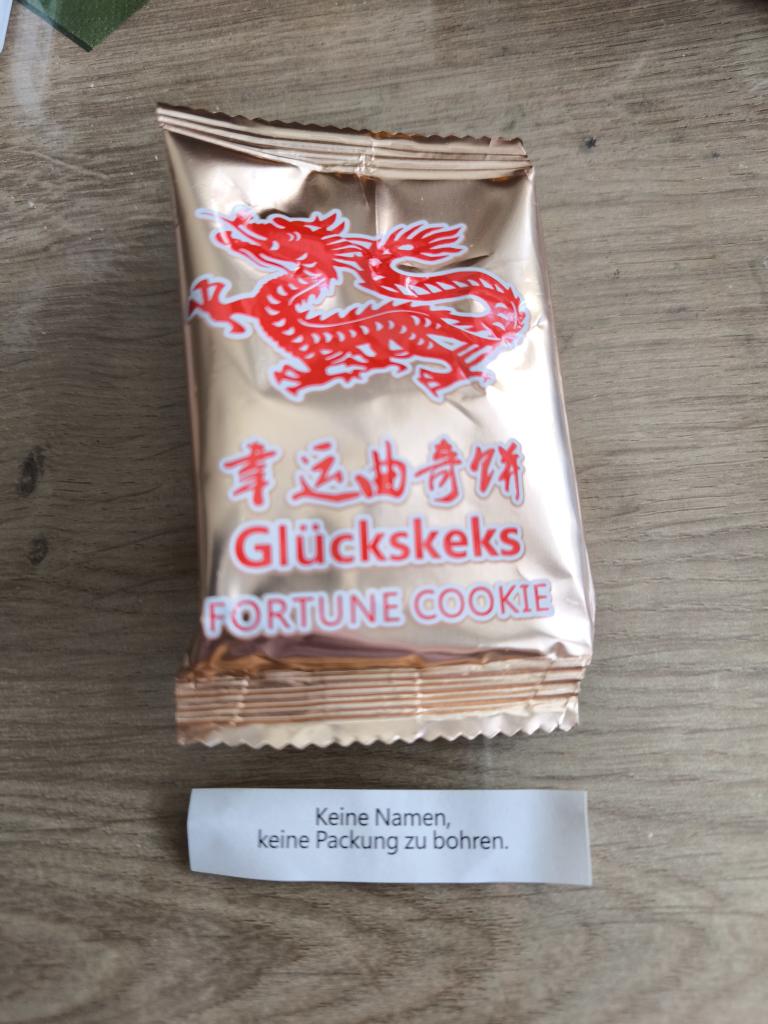 幸运曲奇饼
Glückskeks
FORTUNE COOKIE
Keine Namen,
keine Packung zu bohren.